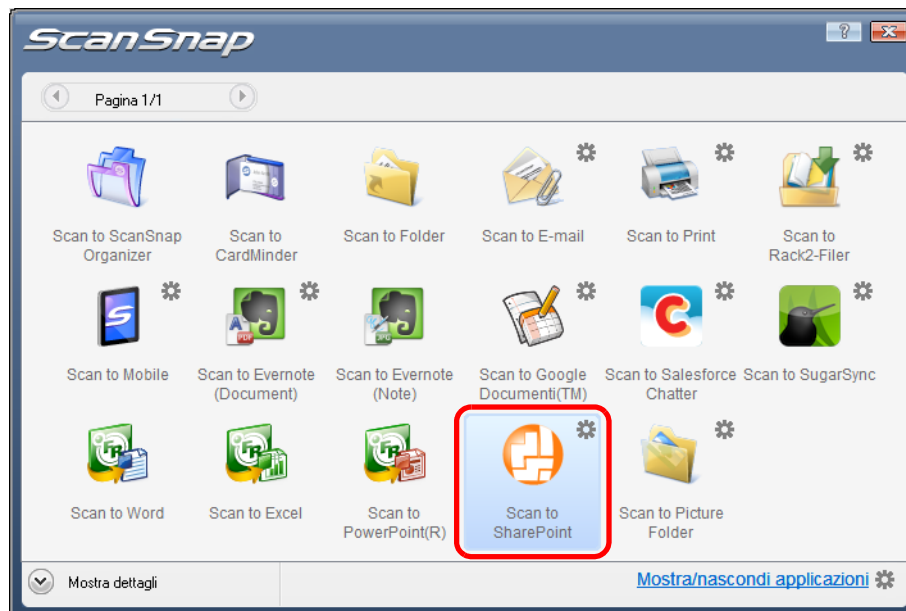 ScanSnap
Pagina 1/1
Scan to ScanSnap
Organizer
Scan to
CardMinder
Scan to Folder
Scan to E-mail
Scan to Print
Scan to
Rack2-Filer
Scan to Mobile
Scan to Evernote
(Document)
Scan to Evernote
(Note)
Scan to Google
Documenti(TM)
Scan to Salesforce
Chatter
Scan to SugarSync
Scan to Word
Scan to Excel
Scan to
PowerPoint(R)
Scan to
SharePoint
Scan to Picture
Folder
Mostra dettagli
Mostra/nascondi applicazioni